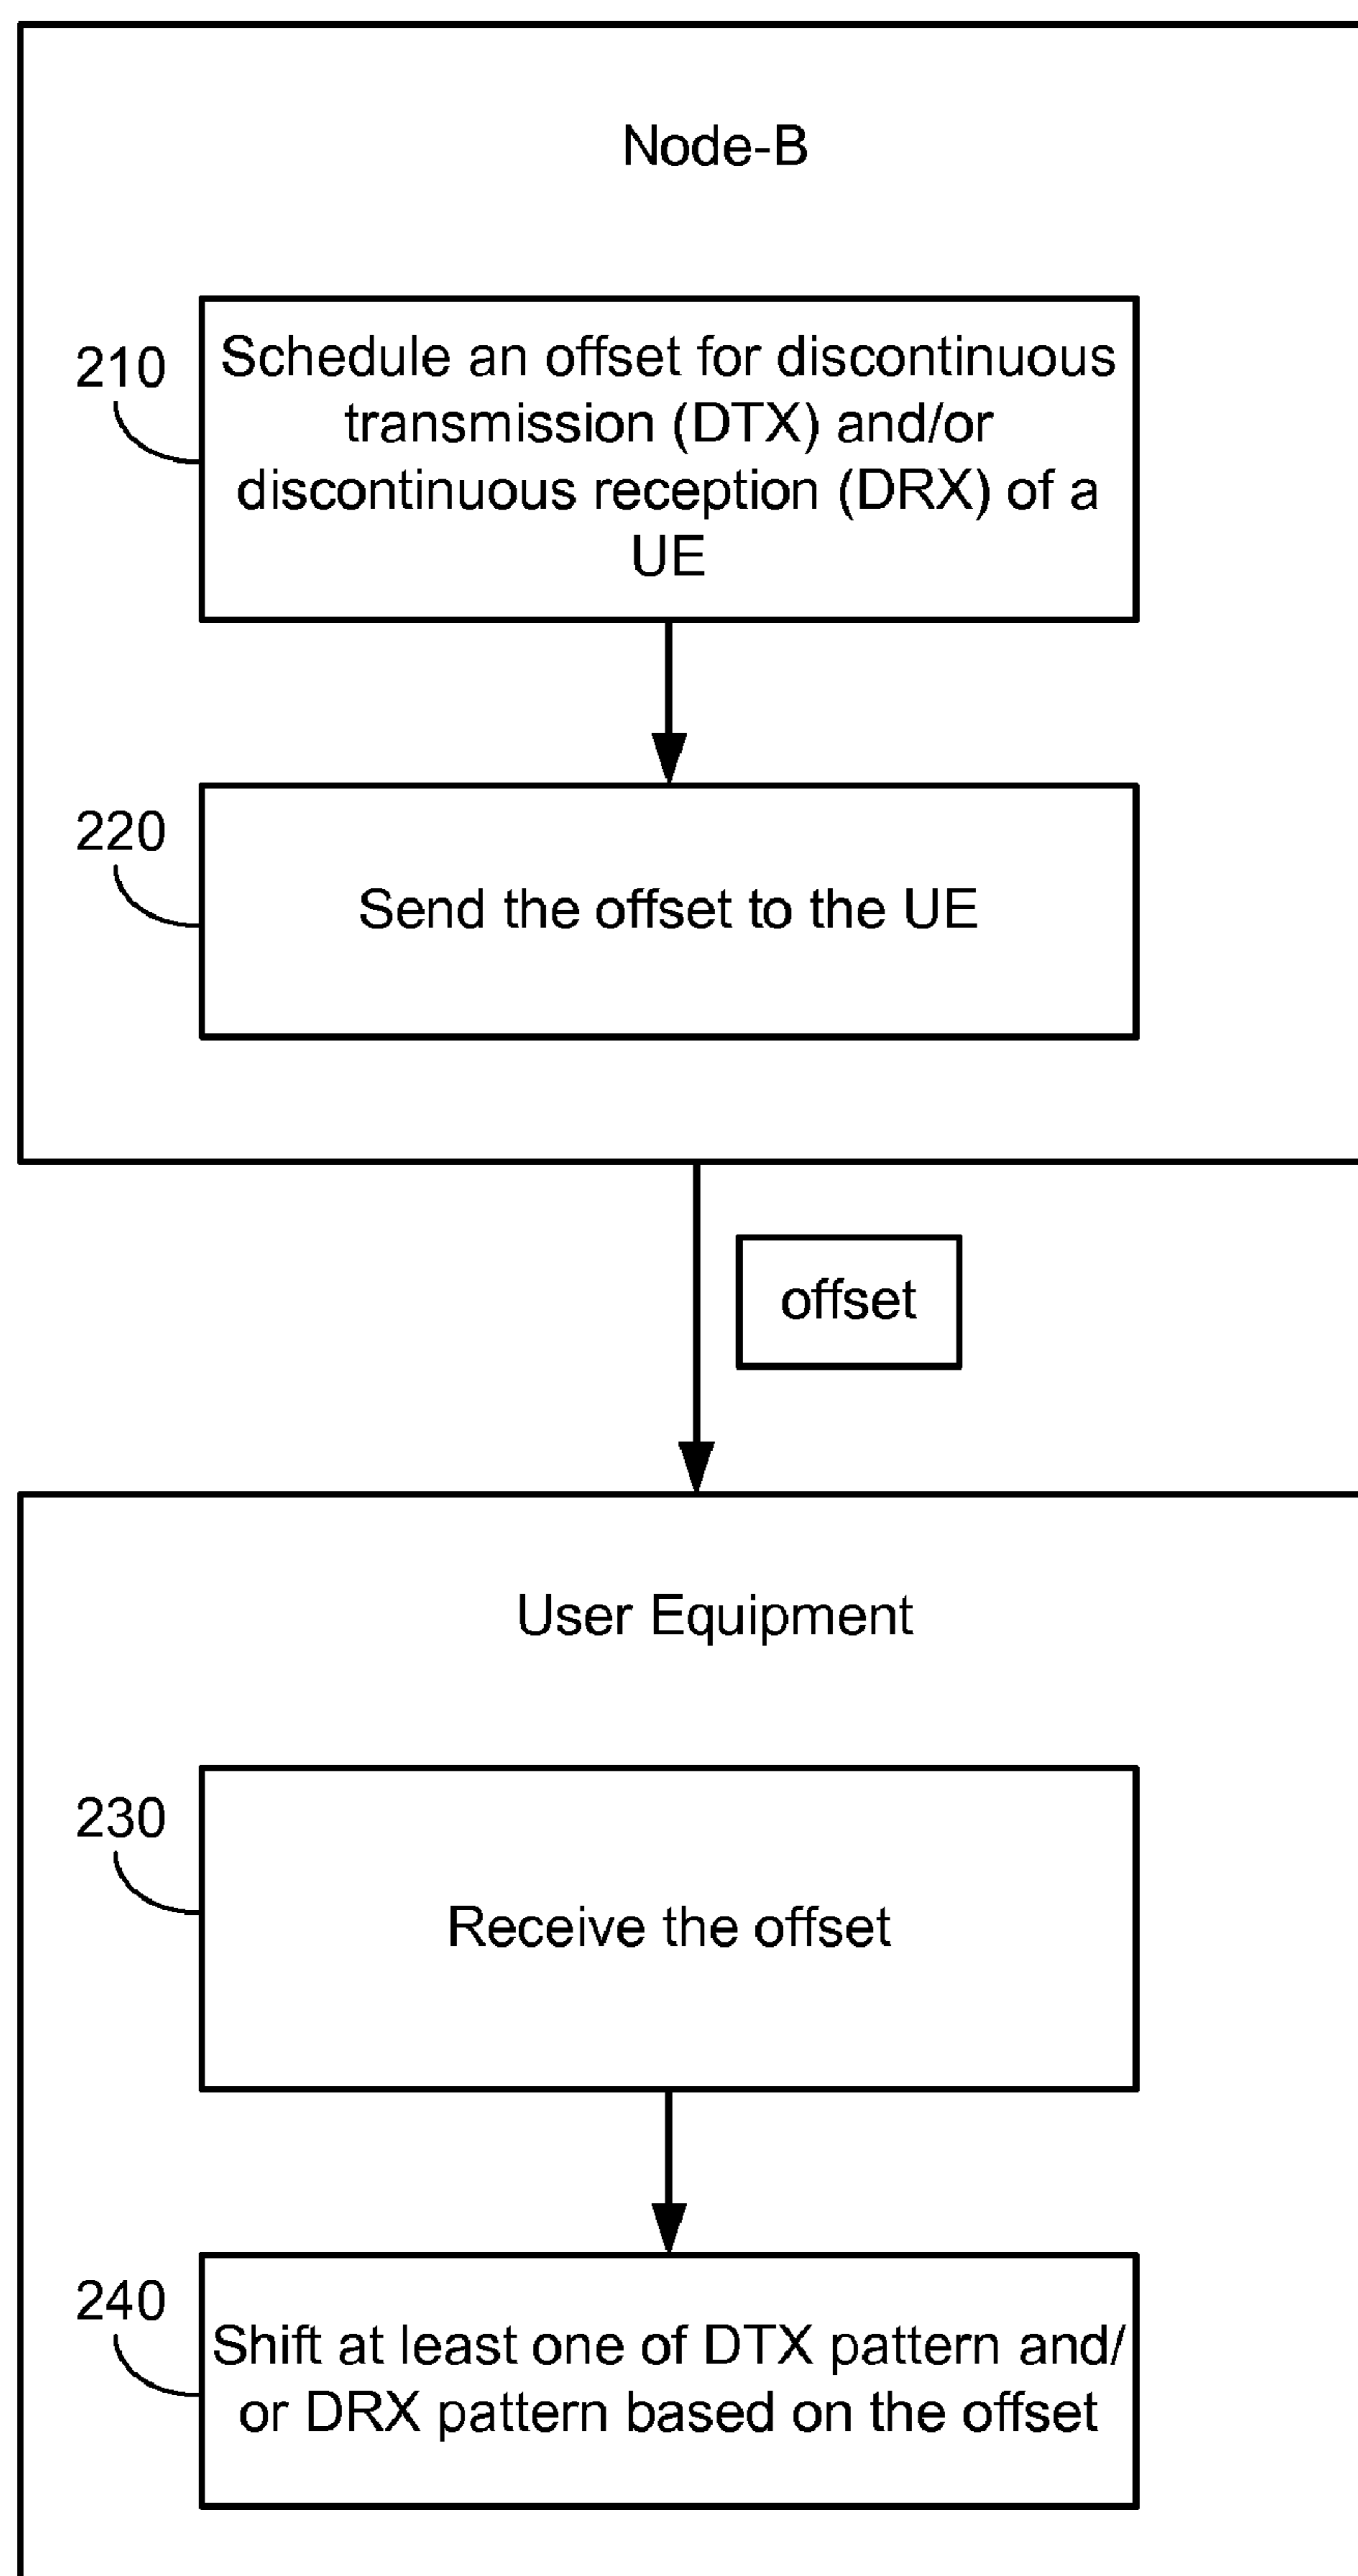 Node-B
210
Schedule an offset for discontinuous
transmission (DTX) and/or
discontinuous reception (DRX) of a
UE
220
Send the offset to the UE
offset
User Equipment
230
Receive the offset
240
Shift at least one of DTX pattern and/
or DRX pattern based on the offset